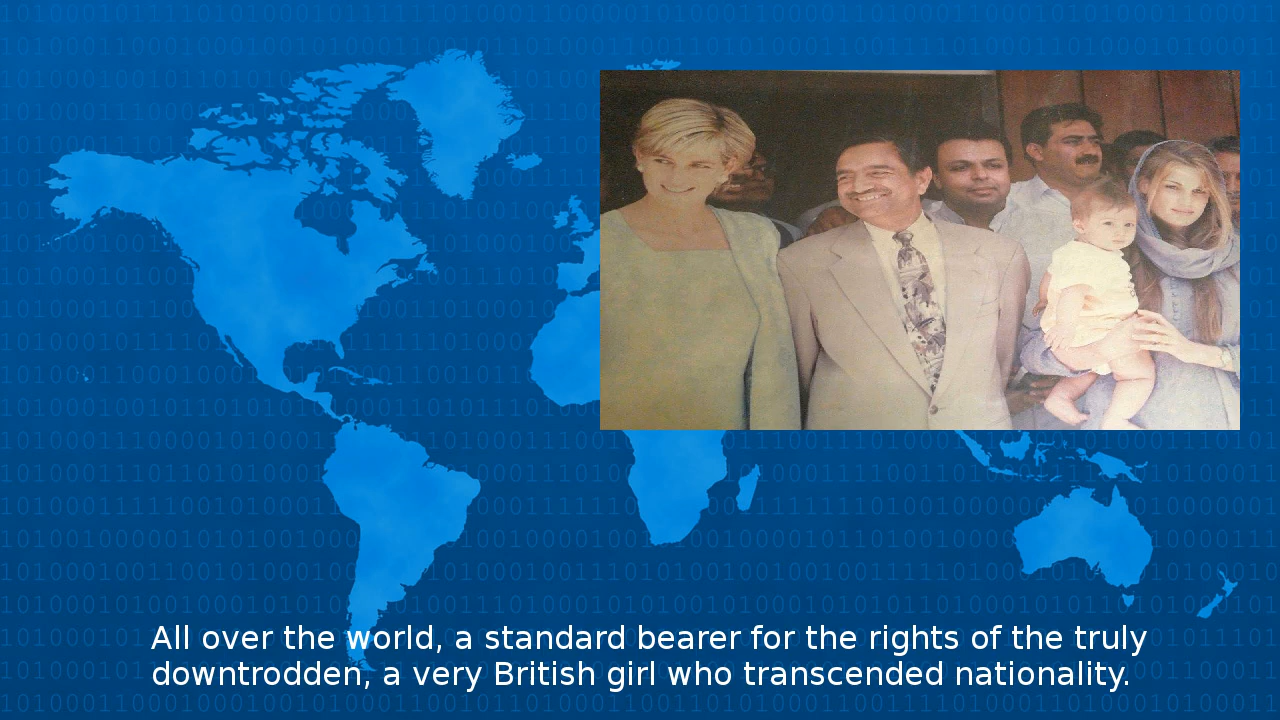 All over the world, a standard bearer for the rights of the truly
downtrodden, a very British girl who transcended nationality.